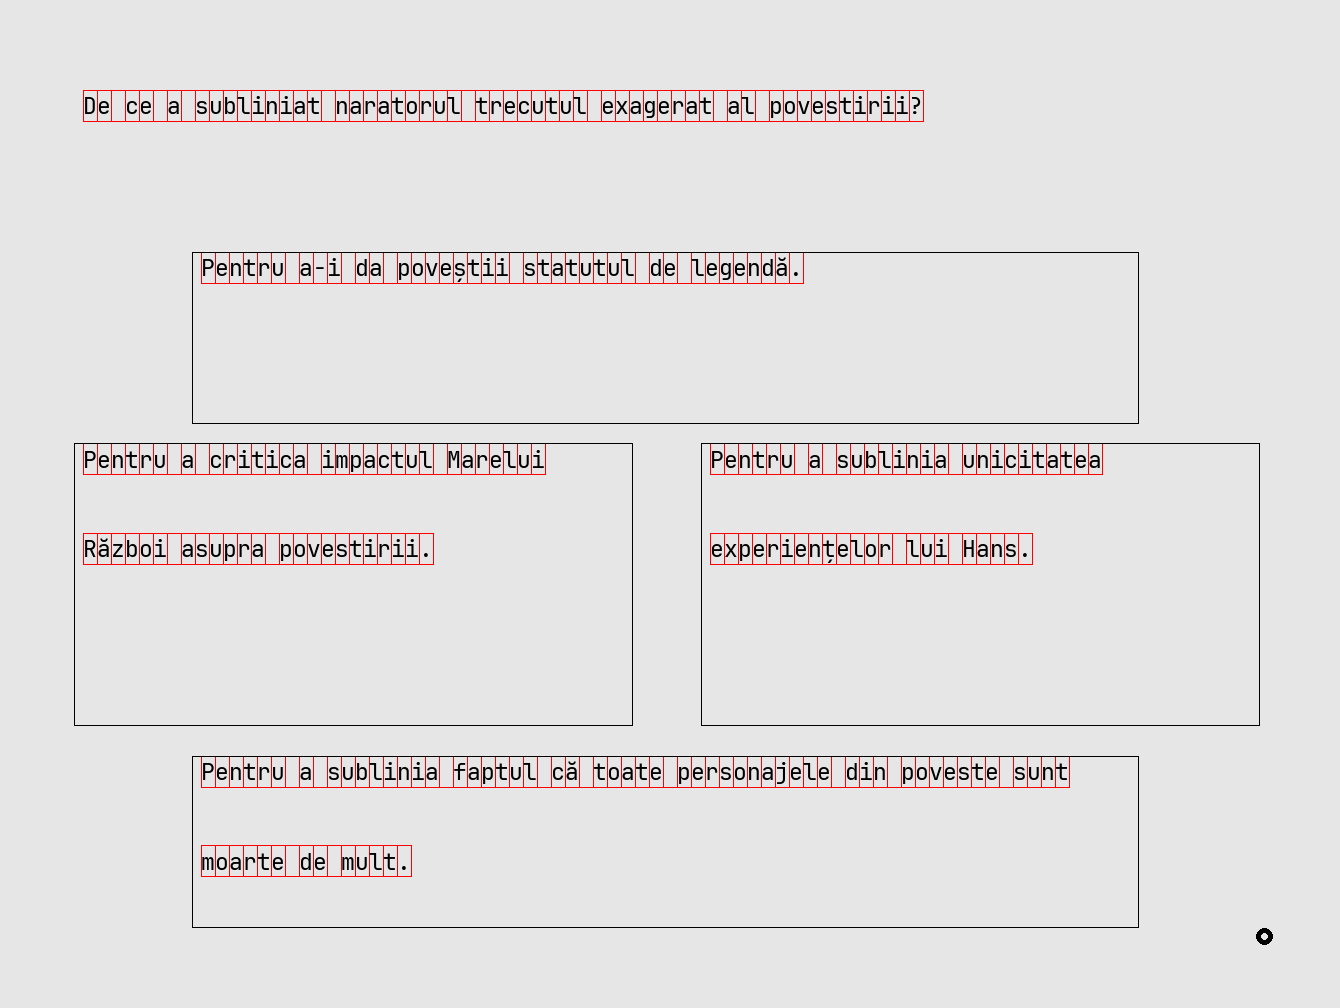 De ce a subliniat naratorul trecutul exagerat al povestirii?
Pentru a-i da poveștii statutul de legendă.
Pentru a critica impactul Marelui
Război asupra povestirii.
Pentru a sublinia unicitatea
experiențelor lui Hans.
Pentru a sublinia faptul că toate personajele din poveste sunt
moarte de mult.